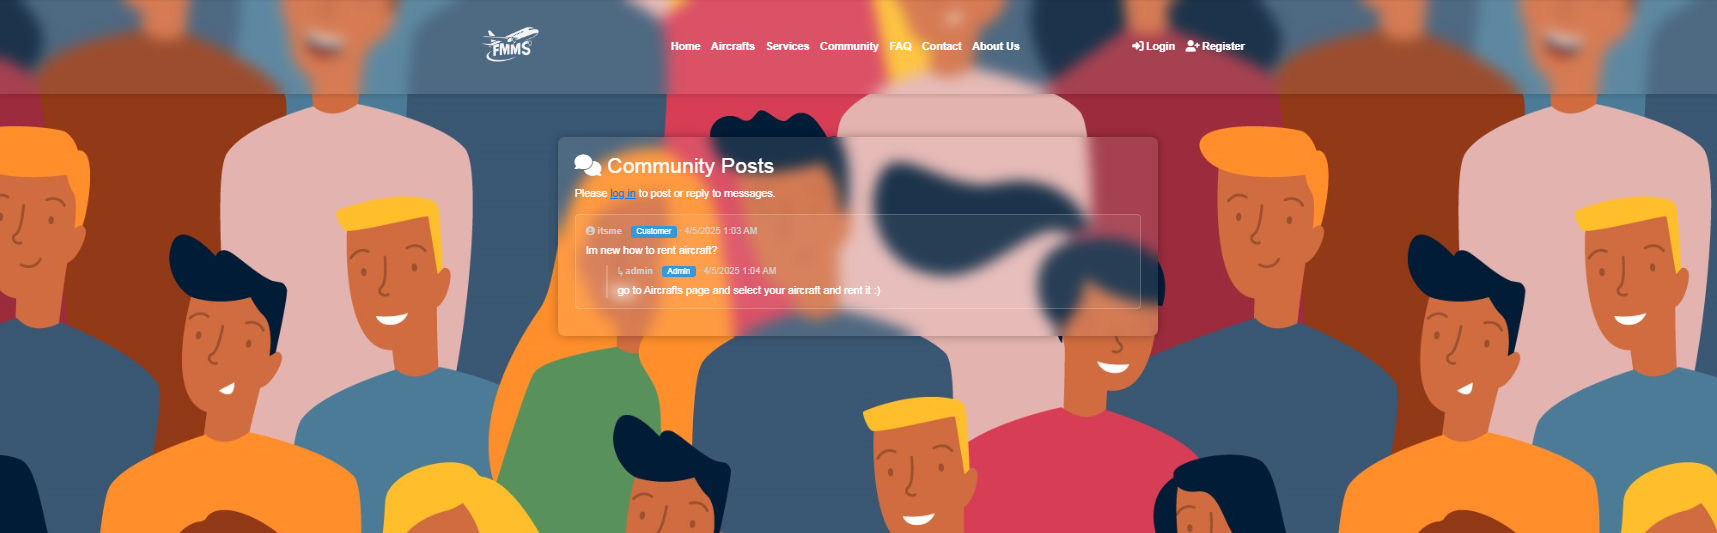 FMMS
Home Aircrafts Services Community FAQ Contact About Us
Login Register
Community Posts
Please log in to post or reply to messages.
itsme Customer · 4/5/2025 1:03 AM
Im new how to rent aircraft?
↳ admin Admin · 4/5/2025 1:04 AM
go to Aircrafts page and select your aircraft and rent it :)